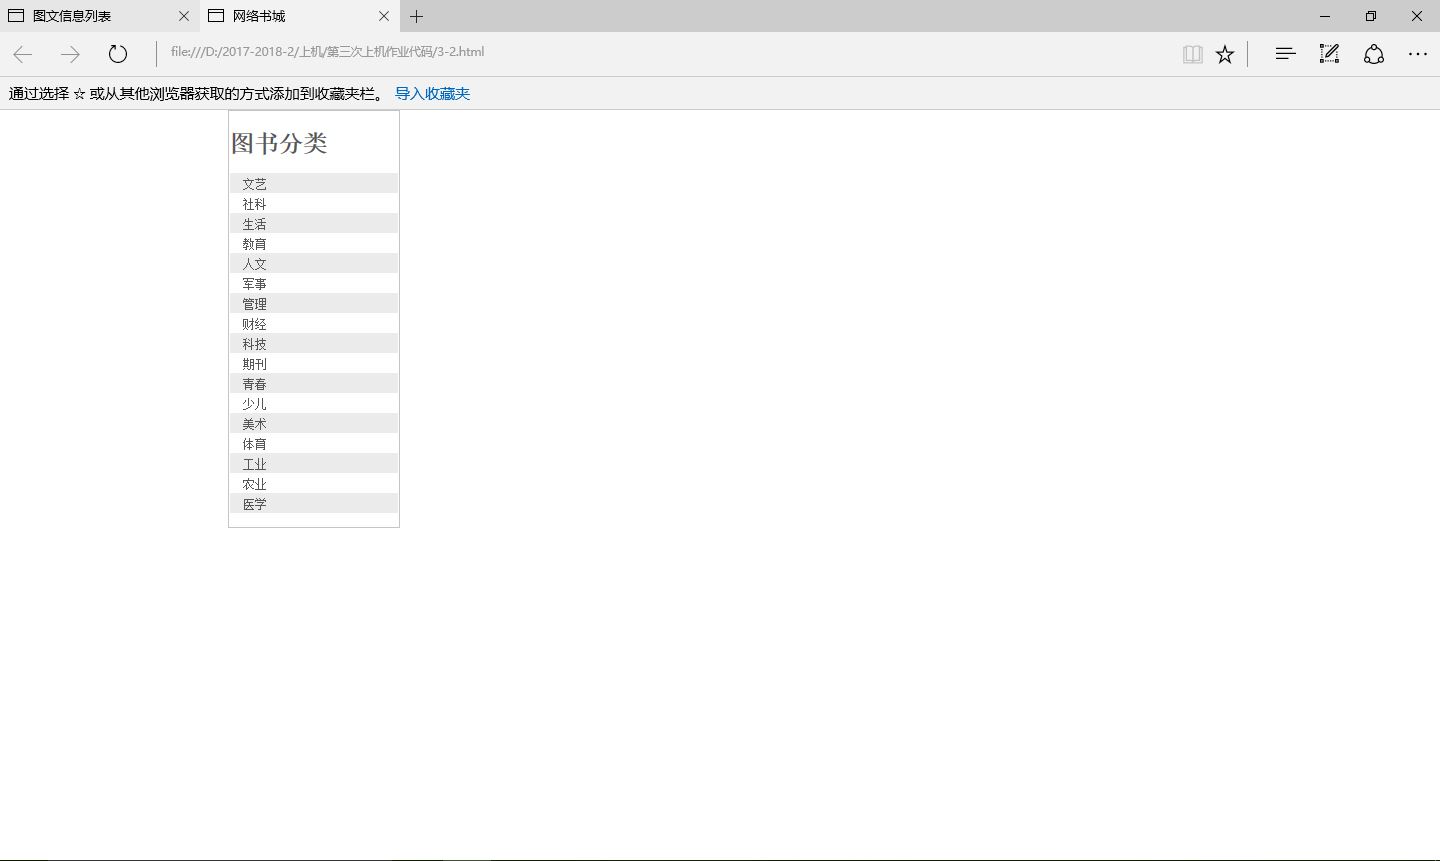 图文信息列表
网络书城
file:///D:/2017-2018-2/上机/第三次上机作业代码/3-2.html
通过选择 ☆ 或从其他浏览器获取的方式添加到收藏夹栏。 导入收藏夹
图书分类
文艺
社科
生活
教育
人文
军事
管理
财经
科技
期刊
青春
少儿
美术
体育
工业
农业
医学